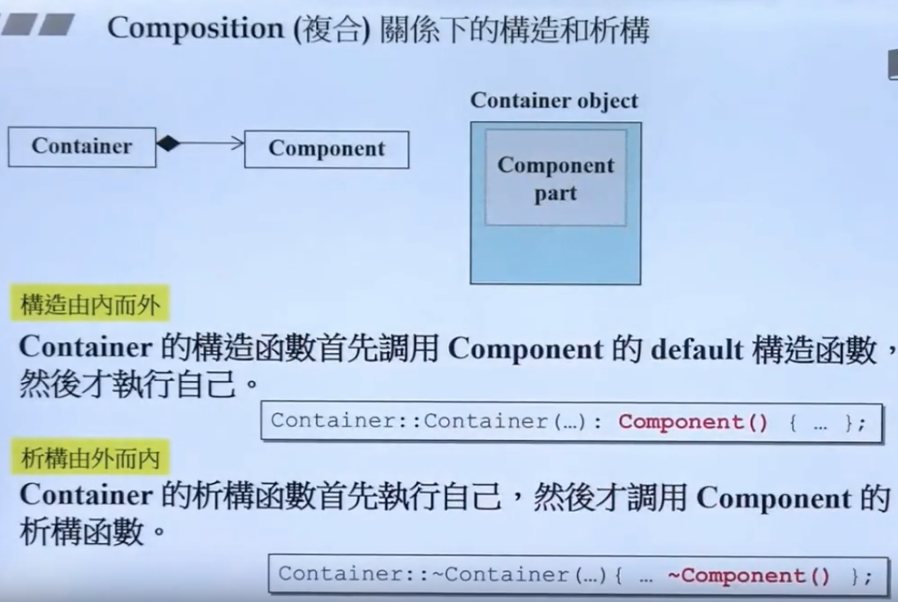 Composition (複合) 關係下的構造和析構
Container object
Container
Component
Component
part
構造由內而外
Container 的構造函數首先調用 Component 的 default 構造函數，
然後才執行自己。
Container::Container(…): Component() { … };
析構由外而內
Container 的析構函數首先執行自己，然後才調用 Component 的
析構函數。
Container::~Container(…){ … ~Component() };